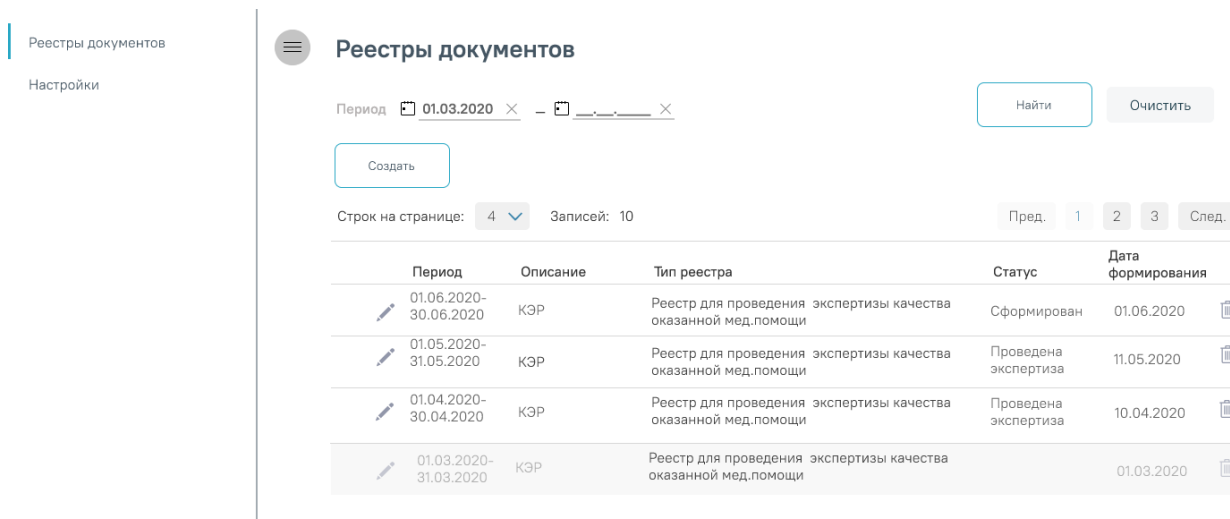 Реестры документов
Настройки
Реестры документов
Период 01.03.2020 – __.__.____
Найти
Очистить
Создать
Строк на странице: 4 Записей: 10
Пред. 1 2 3 След.
Период Описание Тип реестра Статус Дата
формирования
01.06.2020-
30.06.2020
КЭР
Реестр для проведения экспертизы качества
оказанной мед.помощи
Сформирован
01.06.2020
01.05.2020-
31.05.2020
КЭР
Реестр для проведения экспертизы качества
оказанной мед.помощи
Проведена
экспертиза
11.05.2020
01.04.2020-
30.04.2020
КЭР
Реестр для проведения экспертизы качества
оказанной мед.помощи
Проведена
экспертиза
10.04.2020
01.03.2020-
31.03.2020
КЭР
Реестр для проведения экспертизы качества
оказанной мед.помощи
01.03.2020